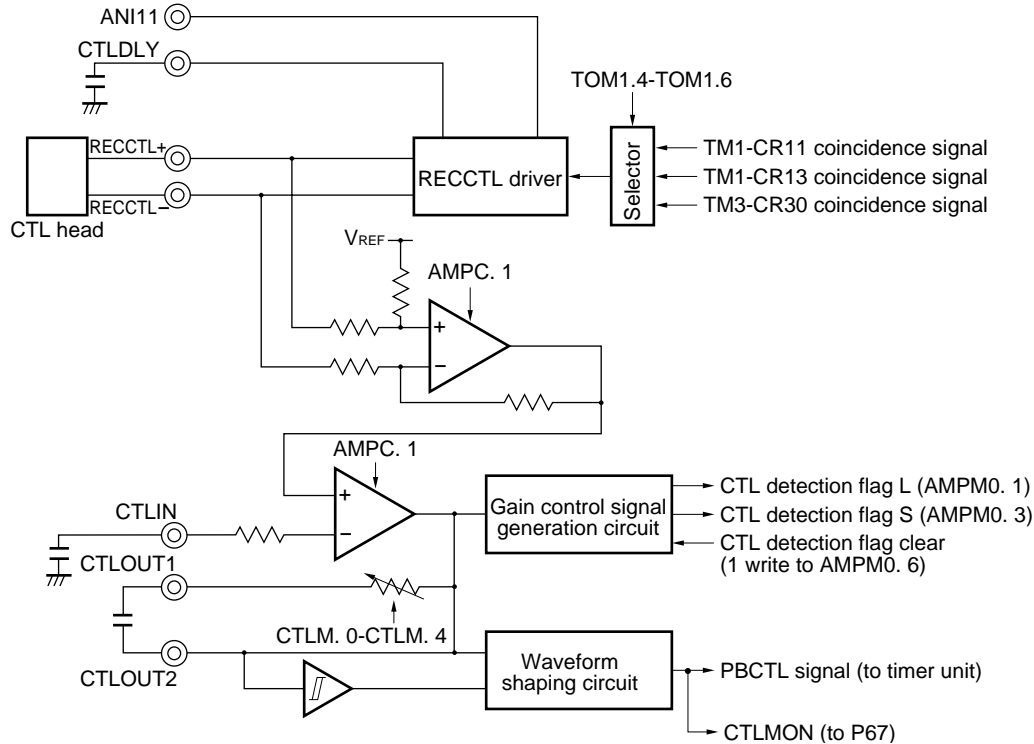 ANI11
CTLDLY
TOM1.4-TOM1.6
RECCTL+
RECCTL−
CTL head
RECCTL driver
Selector
TM1-CR11 coincidence signal
TM1-CR13 coincidence signal
TM3-CR30 coincidence signal
VREF
AMPC. 1
+
−
AMPC. 1
+
−
CTLIN
CTLOUT1
CTLOUT2
CTLM. 0-CTLM. 4
Gain control signal
generation circuit
CTL detection flag L (AMPM0. 1)
CTL detection flag S (AMPM0. 3)
CTL detection flag clear
(1 write to AMPM0. 6)
Waveform
shaping circuit
PBCTL signal (to timer unit)
CTLMON (to P67)